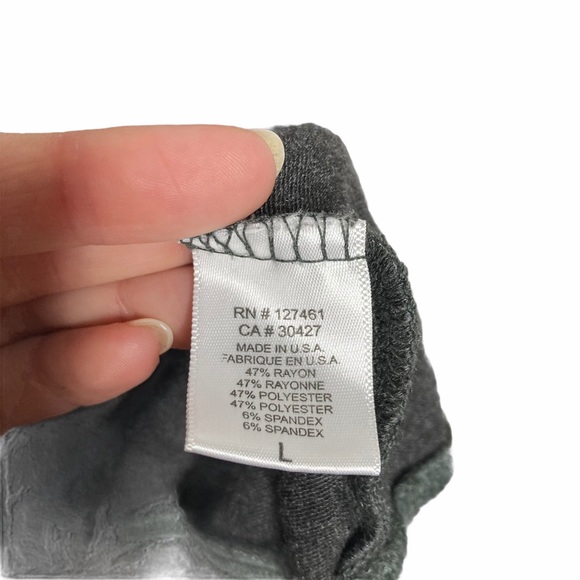 RN # 127461
CA # 30427
MADE IN U.S.A.
FABRIQUE EN U.S.A.
47% RAYON
47% RAYONNE
47% POLYESTER
47% POLYESTER
6% SPANDEX
6% SPANDEX
L